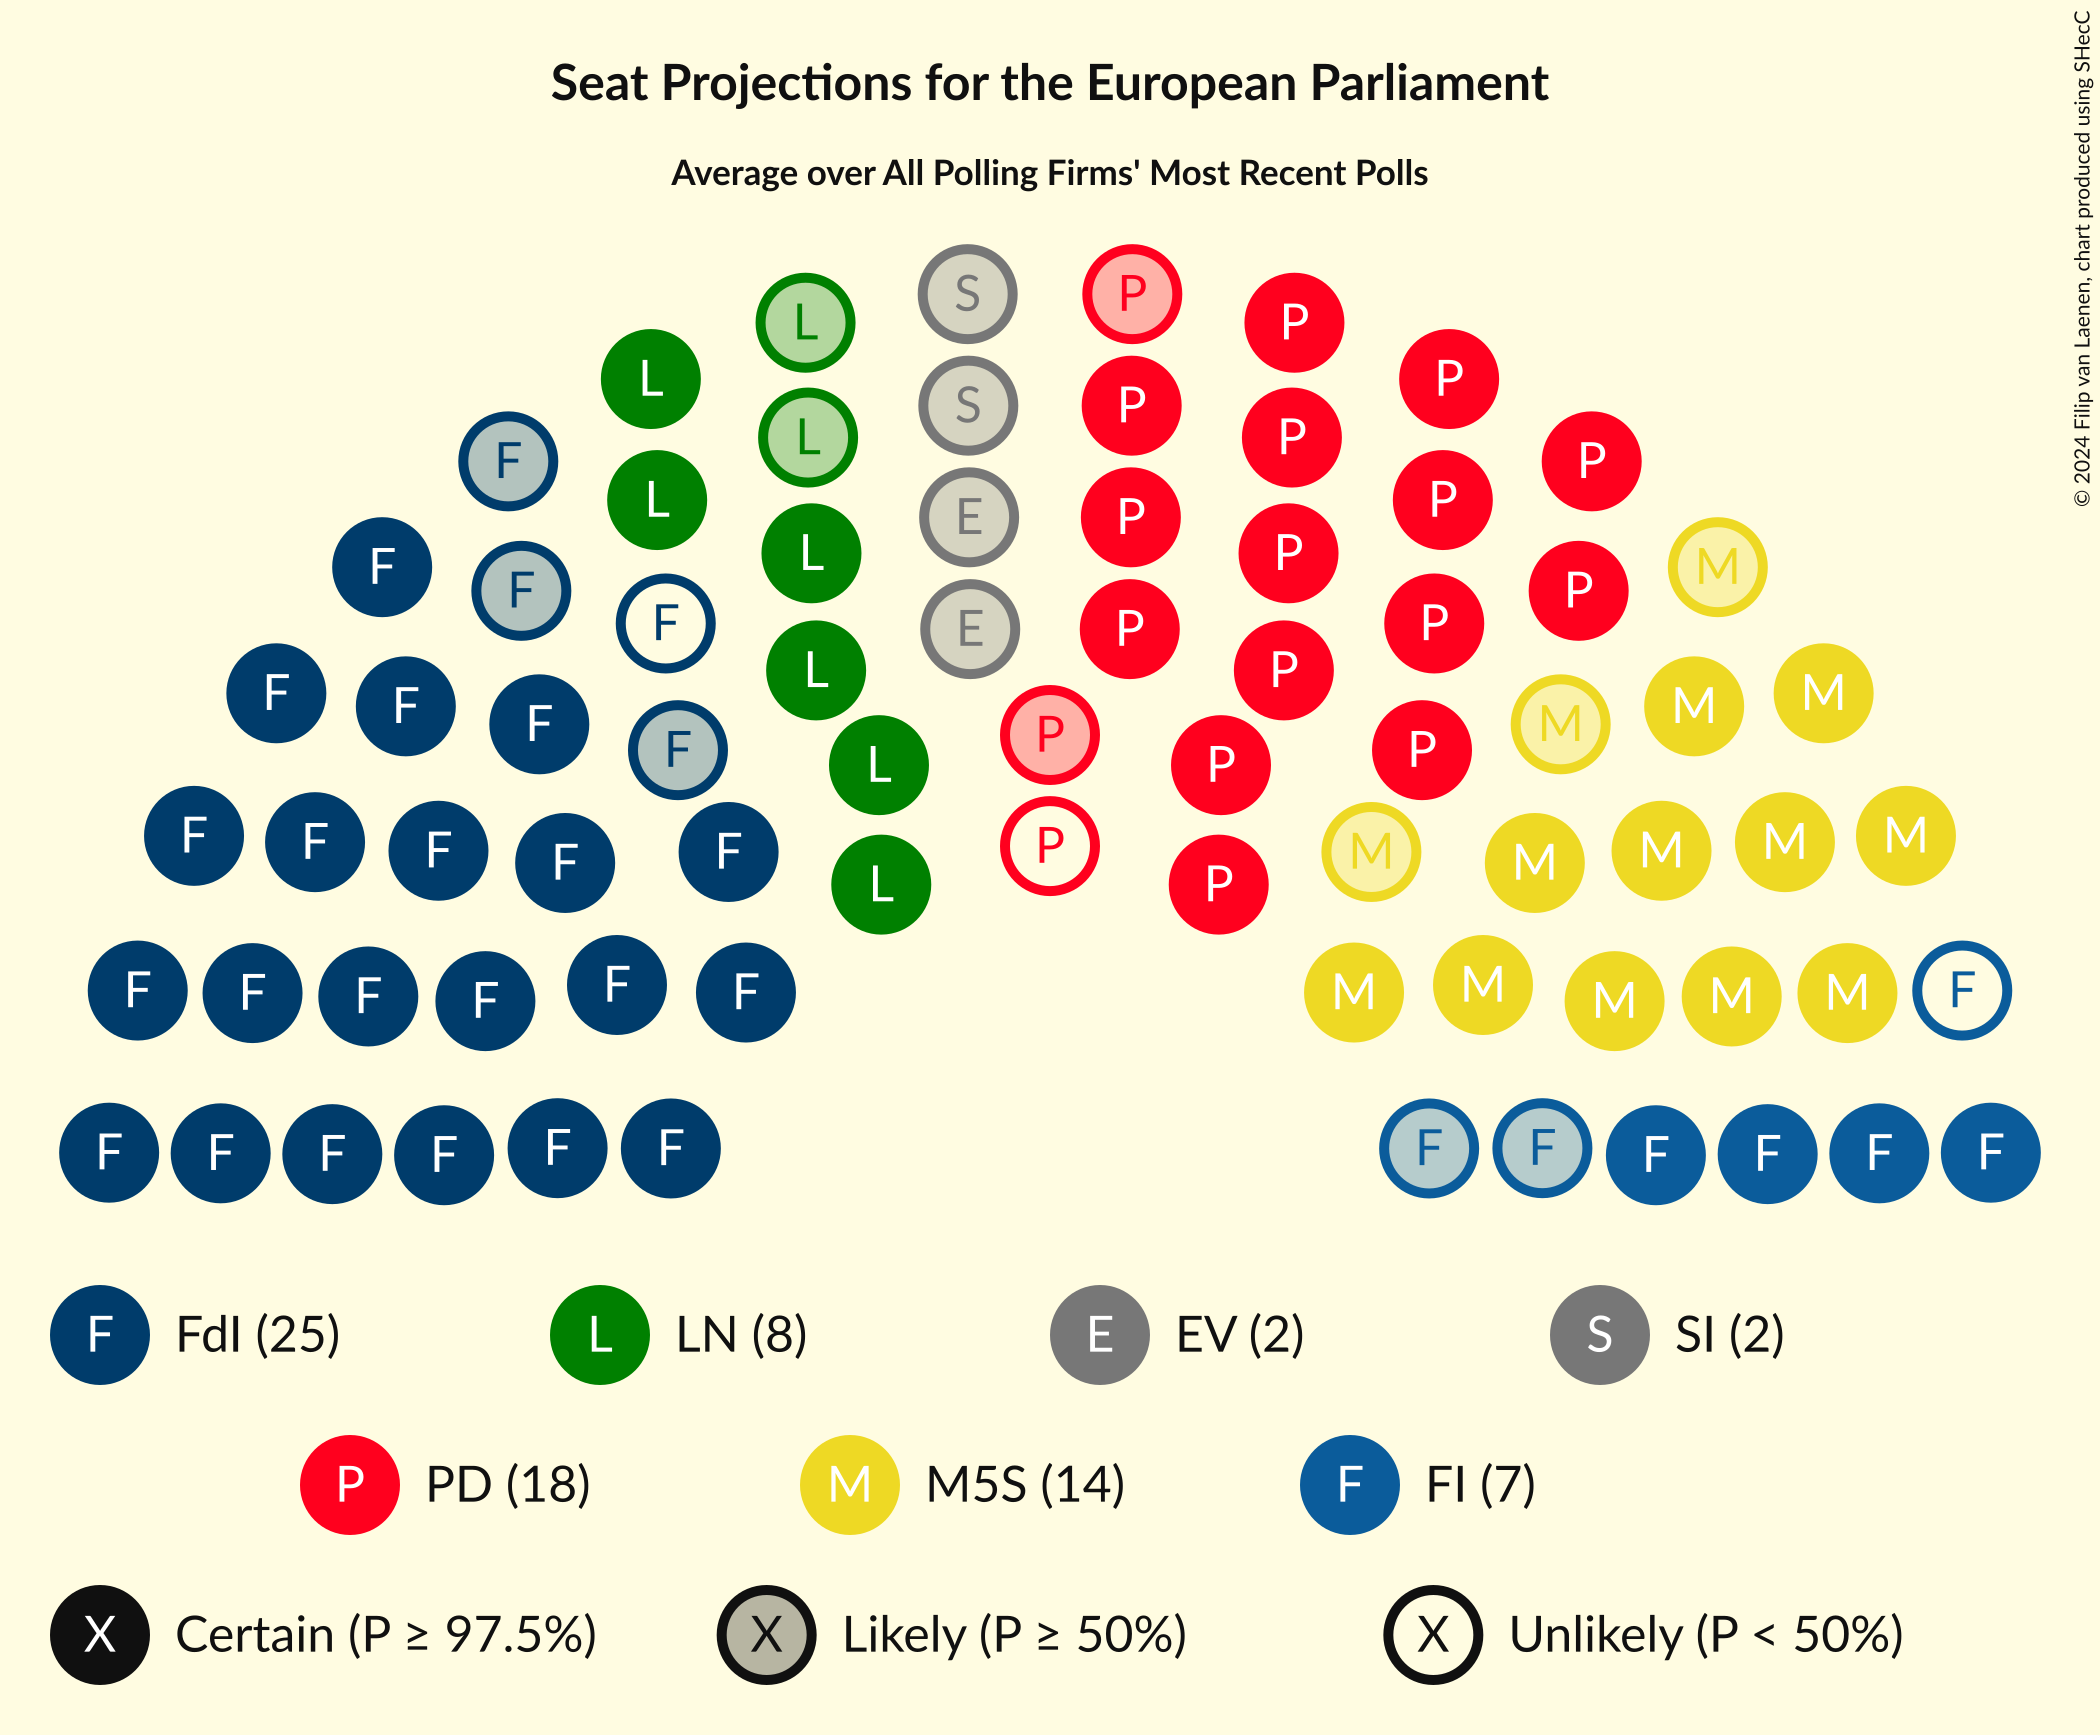 Seat Projections for the European Parliament
Average over All Polling Firms' Most Recent Polls
© 2024 Filip van Laenen, chart produced using SHecC
S P
L P
L P
S P
L P
F P
L P
E P
L P
F M
F P
L P
F P
E P
L P
F M
F M
F M
P
F P
L P
F M
P
F M
F M
F M
F M
L P
F M
F M
F M
F M
F M
F M
F F
F F
F F
F F
F F
F F
F F
F FdI (25) L LN (8) E EV (2) S SI (2)
P PD (18) M M5S (14) F FI (7)
X Certain (P ≥ 97.5%) X Likely (P ≥ 50%) X Unlikely (P < 50%)